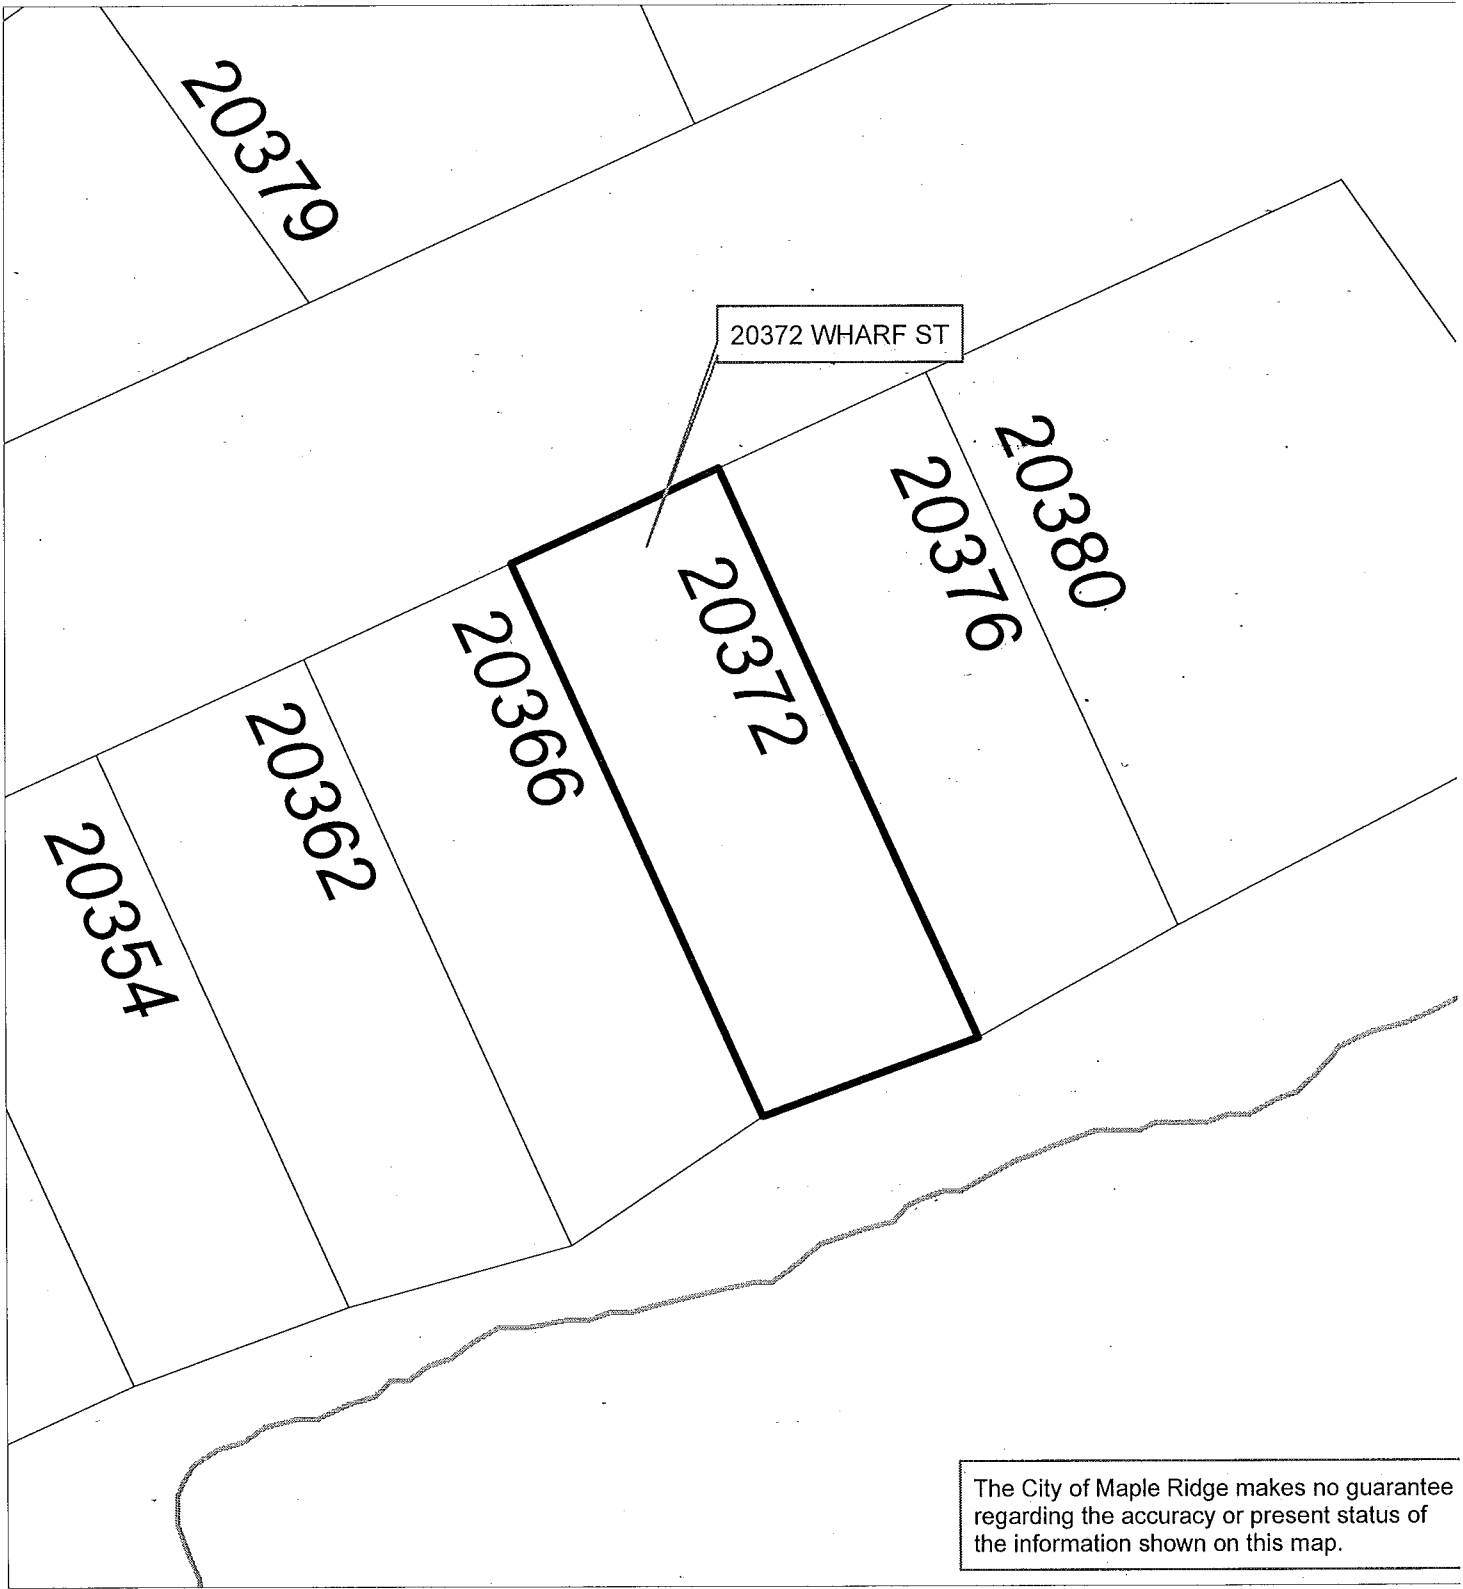 20379
20372 WHARF ST
20380
20376
20372
20366
20362
20354
The City of Maple Ridge makes no guarantee
regarding the accuracy or present status of
the information shown on this map.